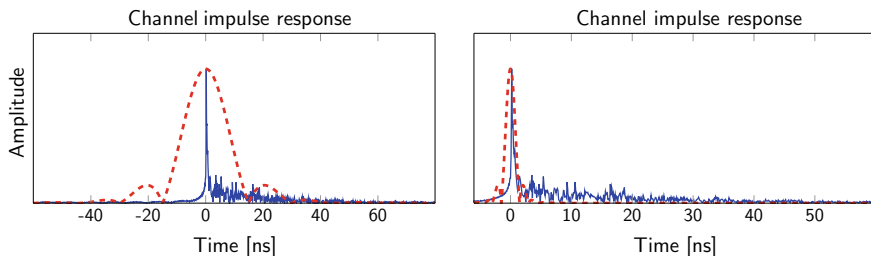 Channel impulse response
Amplitude
-40 -20 0 20 40 60
Time [ns]
Channel impulse response
0 10 20 30 40 50
Time [ns]